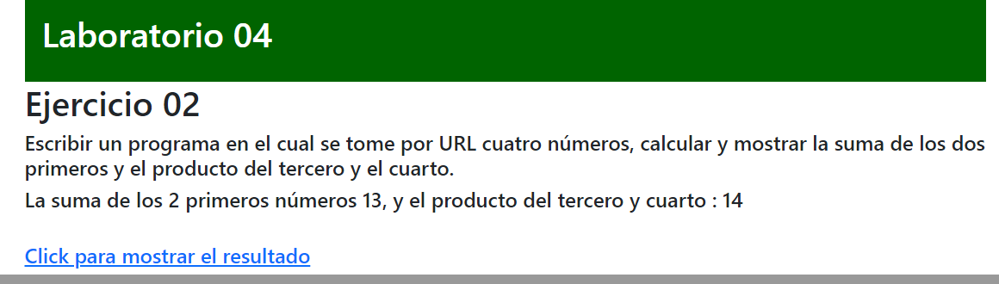 Laboratorio 04
Ejercicio 02
Escribir un programa en el cual se tome por URL cuatro números, calcular y mostrar la suma de los dos
primeros y el producto del tercero y el cuarto.
La suma de los 2 primeros números 13, y el producto del tercero y cuarto : 14
Click para mostrar el resultado